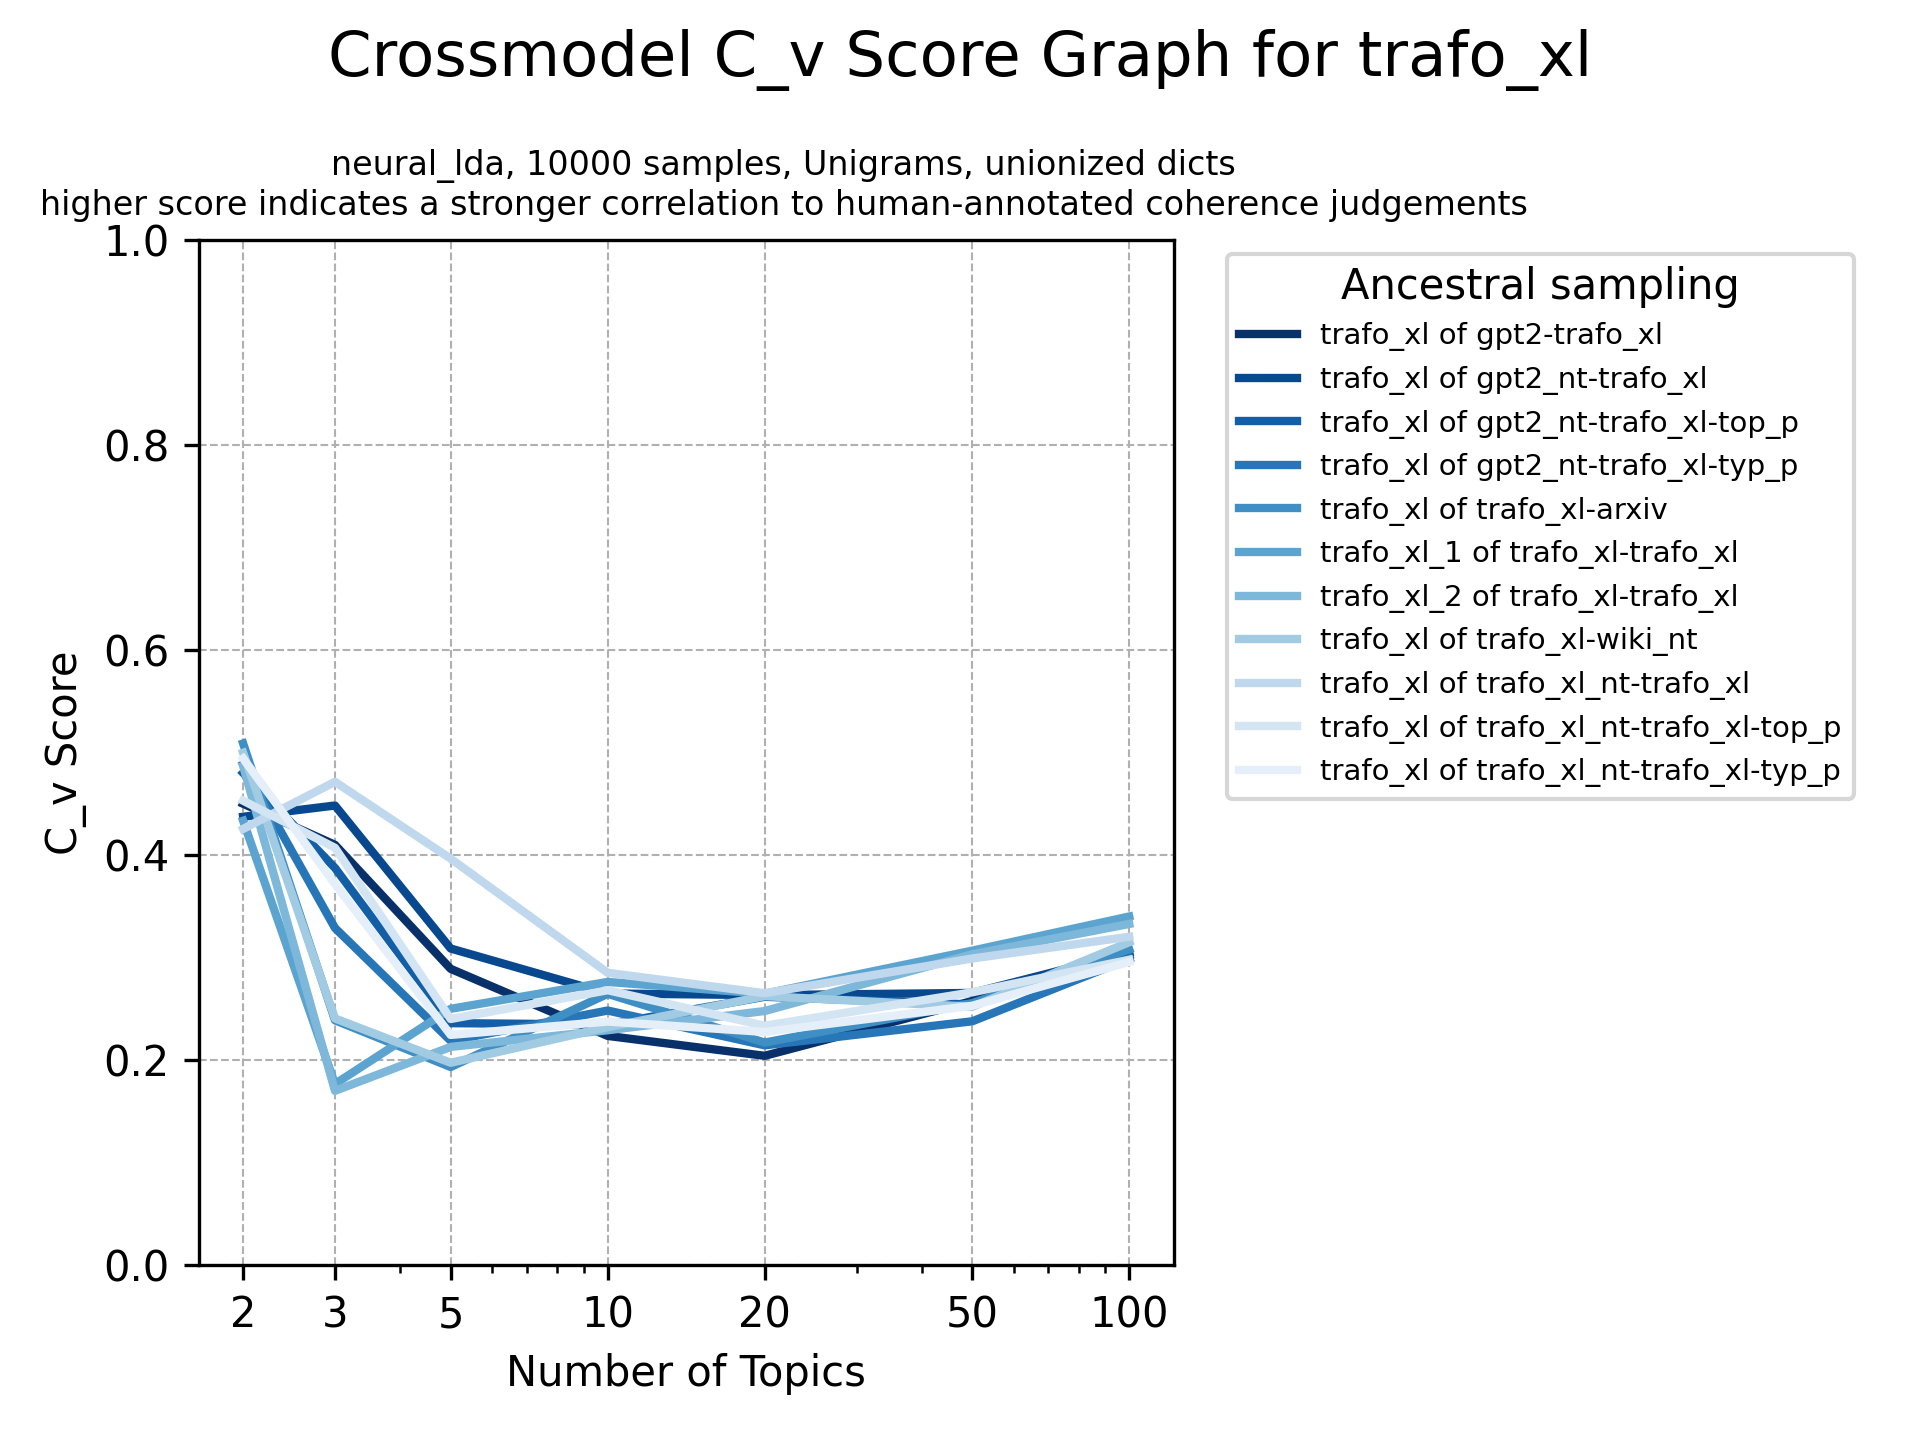 Crossmodel C_v Score Graph for trafo_xl
neural_lda, 10000 samples, Unigrams, unionized dicts
higher score indicates a stronger correlation to human-annotated coherence judgements
1.0
0.8
0.6
0.4
0.2
0.0
C_v Score
2 3 5 10 20 50 100
Number of Topics
Ancestral sampling
trafo_xl of gpt2-trafo_xl
trafo_xl of gpt2_nt-trafo_xl
trafo_xl of gpt2_nt-trafo_xl-top_p
trafo_xl of gpt2_nt-trafo_xl-typ_p
trafo_xl of trafo_xl-arxiv
trafo_xl_1 of trafo_xl-trafo_xl
trafo_xl_2 of trafo_xl-trafo_xl
trafo_xl of trafo_xl-wiki_nt
trafo_xl of trafo_xl_nt-trafo_xl
trafo_xl of trafo_xl_nt-trafo_xl-top_p
trafo_xl of trafo_xl_nt-trafo_xl-typ_p